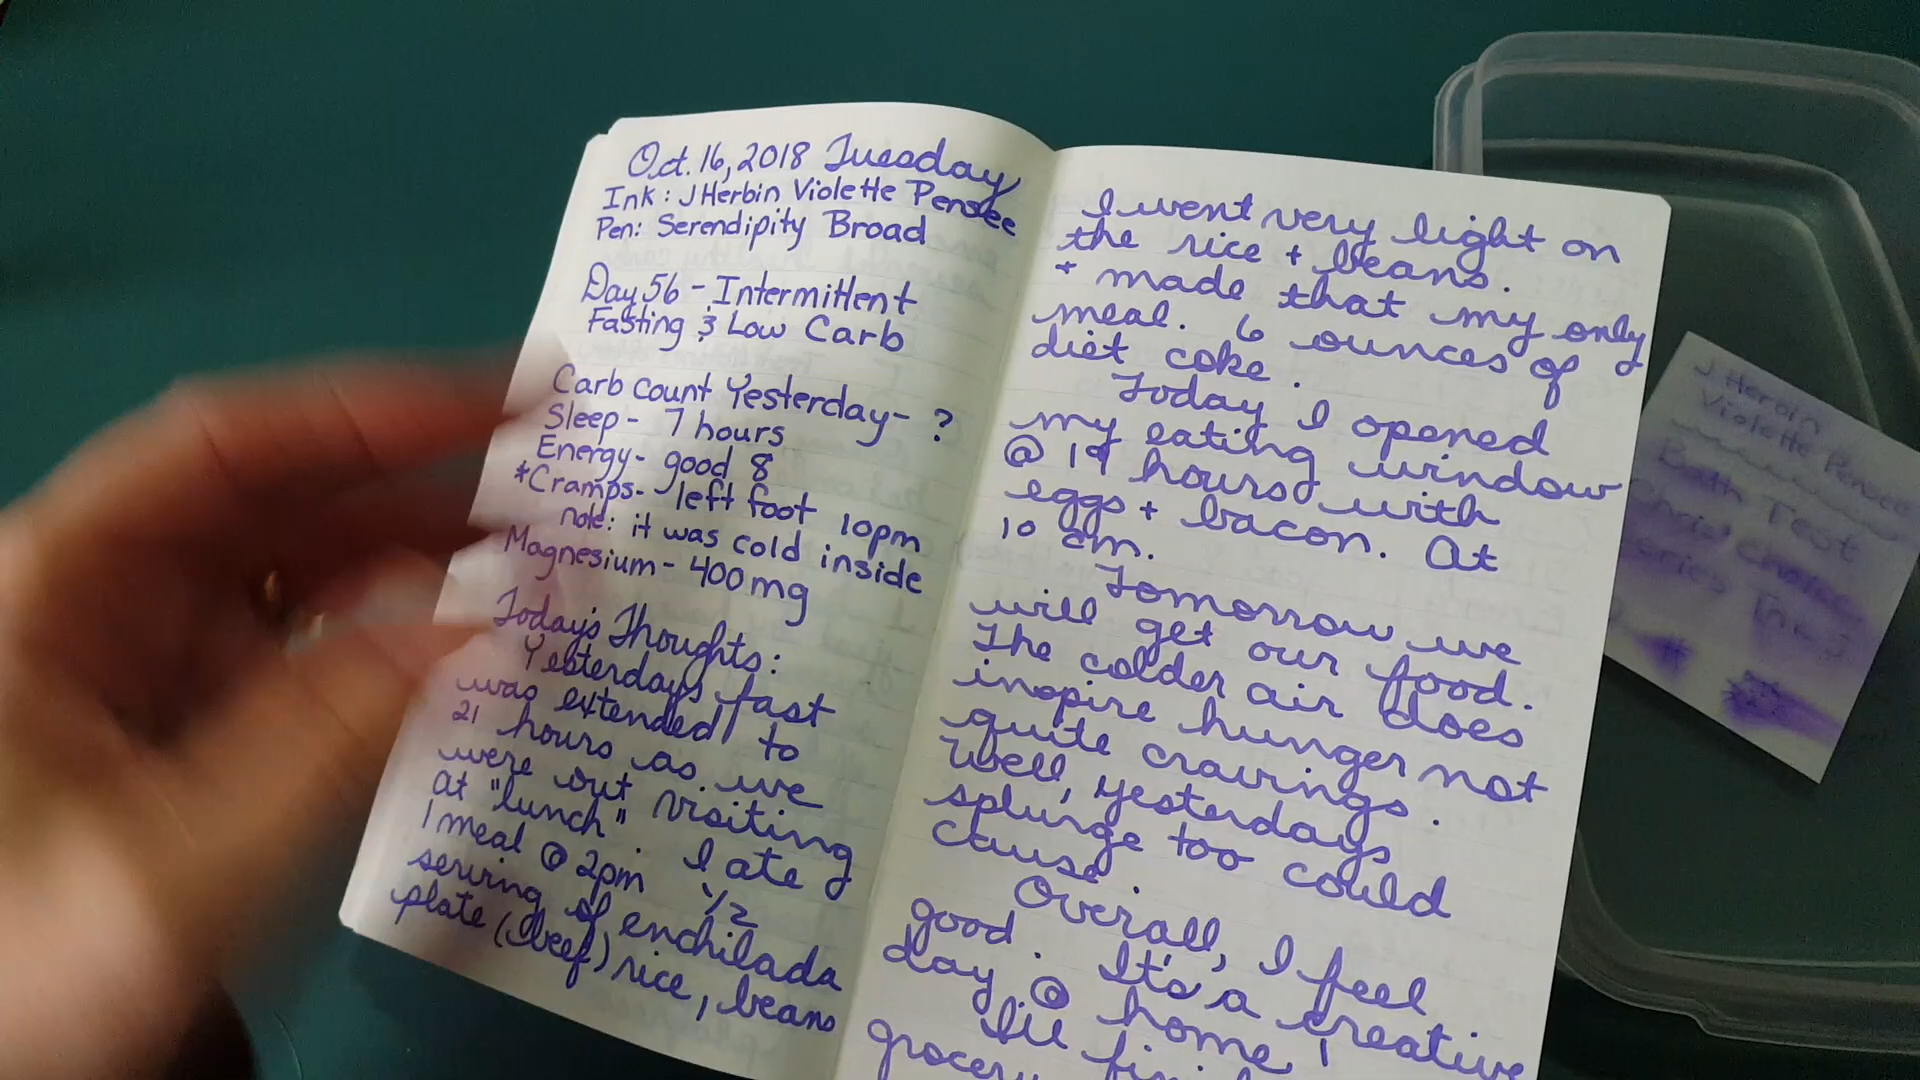 Oct. 16, 2018 Tuesday
Ink: J Herbin Violette Pensee
Pen: Serendipity Broad
Day 56 - Intermittent
Fasting & Low Carb
Carb count Yesterday - ?
Sleep - 7 hours
Energy - good 8
*Cramps - left foot 10pm
note: it was cold inside
Magnesium - 400mg
Today's Thoughts:
Yesterdays fast
was extended to
21 hours as we
were out visiting
at "lunch". I ate
1 meal @ 2pm 1/2
serving of enchilada
plate (beef) rice, beans
I went very light on
the rice + beans.
+ made that my only
meal. 6 ounces of
diet coke.
Today I opened
my eating window
@ 19 hours with
eggs + bacon. At
10 am.
Tomorrow we
will get our food.
The colder air does
inspire hunger not
quite cravings.
Well, yesterdays
splurge too could
cause.
Overall, I feel
good. It's a creative
day @ home!
grocery
J Herbin
Violette Pensee
Bath Test